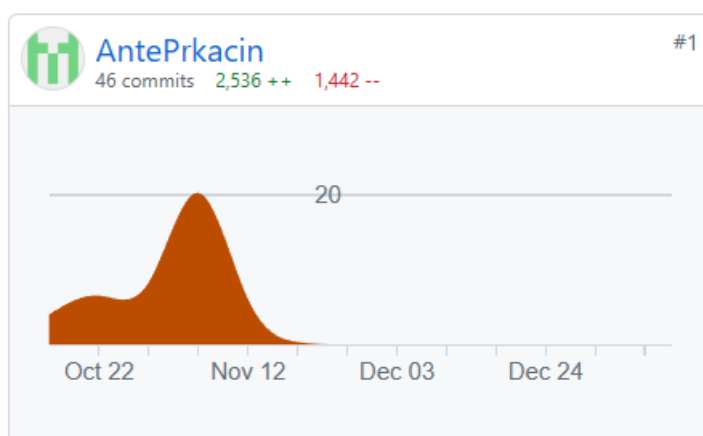 AntePrkacin #1
46 commits 2,536 ++ 1,442 --
20
Oct 22 Nov 12 Dec 03 Dec 24